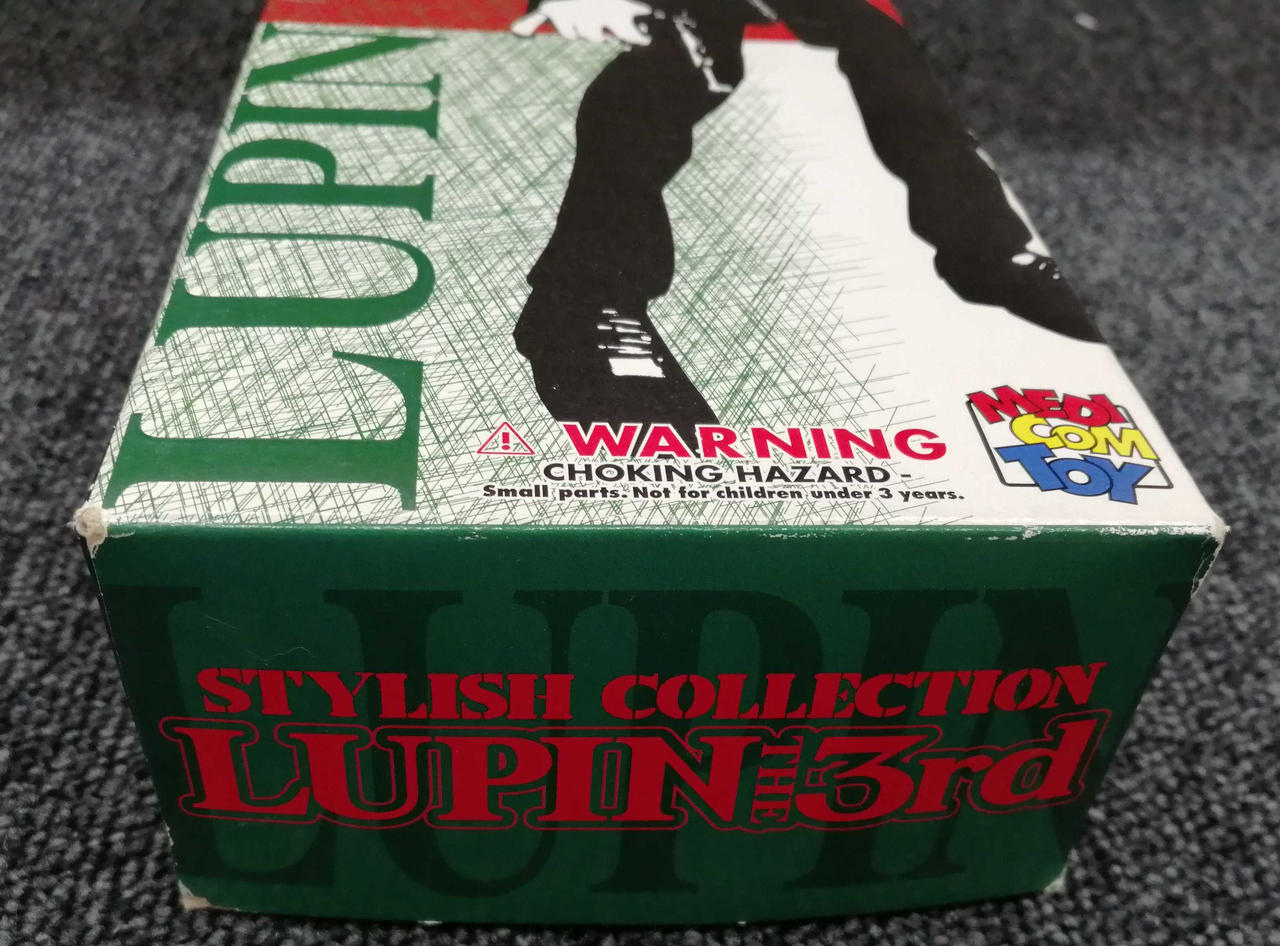 LUPIN
WARNING
CHOKING HAZARD -
Small parts. Not for children under 3 years.
MEDI
COM
TOY
LUPIN
STYLISH COLLECTION
LUPIN THE 3rd